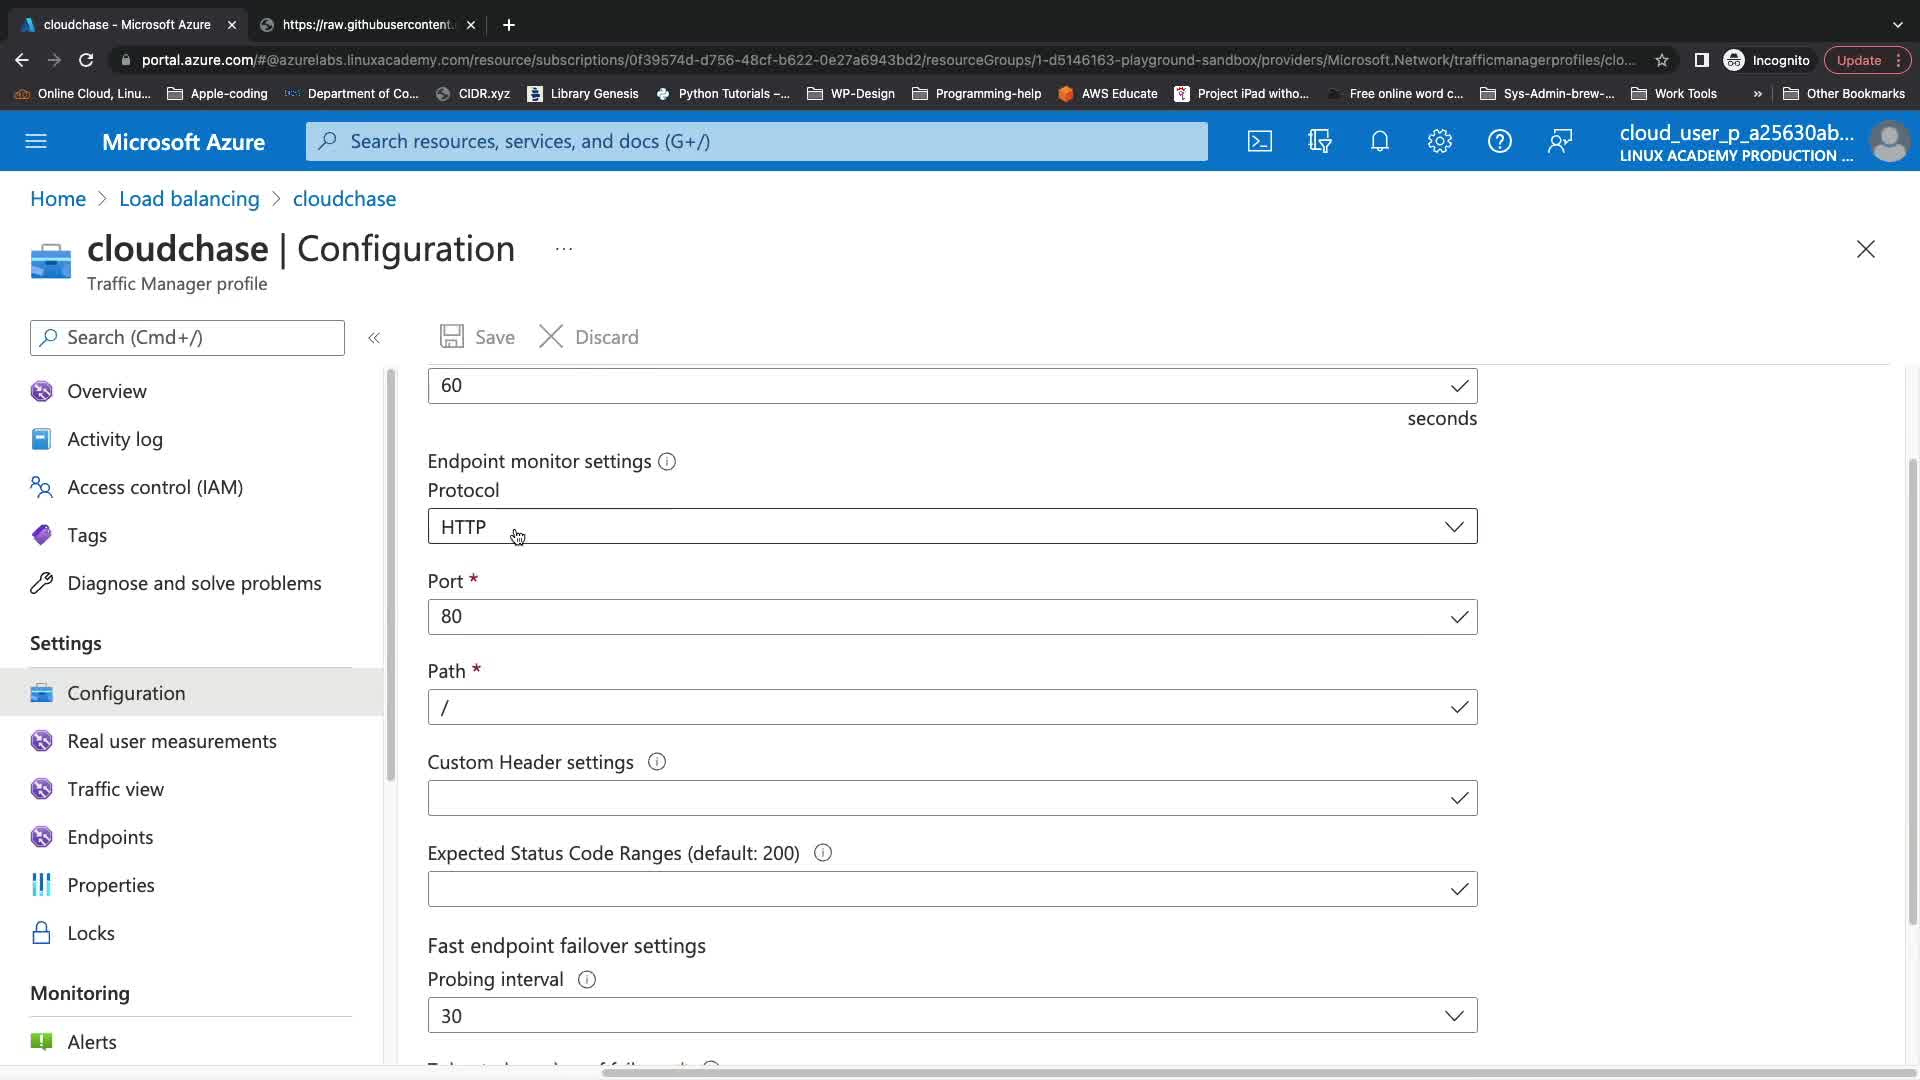 cloudchase - Microsoft Azure
https://raw.githubusercontent.
portal.azure.com/#@azurelabs.linuxacademy.com/resource/subscriptions/0f39574d-d756-48cf-b622-0e27a6943bd2/resourceGroups/1-d5146163-playground-sandbox/providers/Microsoft.Network/trafficmanagerprofiles/clo...
Incognito
Update
Online Cloud, Linu...
Apple-coding
Department of Co...
CIDR.xyz
Library Genesis
Python Tutorials –...
WP-Design
Programming-help
AWS Educate
Project iPad witho...
Free online word c...
Sys-Admin-brew-...
Work Tools
»
Other Bookmarks
Microsoft Azure
Search resources, services, and docs (G+/)
cloud_user_p_a25630ab...
LINUX ACADEMY PRODUCTION ...
Home > Load balancing > cloudchase
cloudchase | Configuration ...
Traffic Manager profile
Search (Cmd+/)
«
Save
Discard
Overview
Activity log
Access control (IAM)
Tags
Diagnose and solve problems
Settings
Configuration
Real user measurements
Traffic view
Endpoints
Properties
Locks
Monitoring
Alerts
60
seconds
Endpoint monitor settings
Protocol
HTTP
Port *
80
Path *
/
Custom Header settings
Expected Status Code Ranges (default: 200)
Fast endpoint failover settings
Probing interval
30